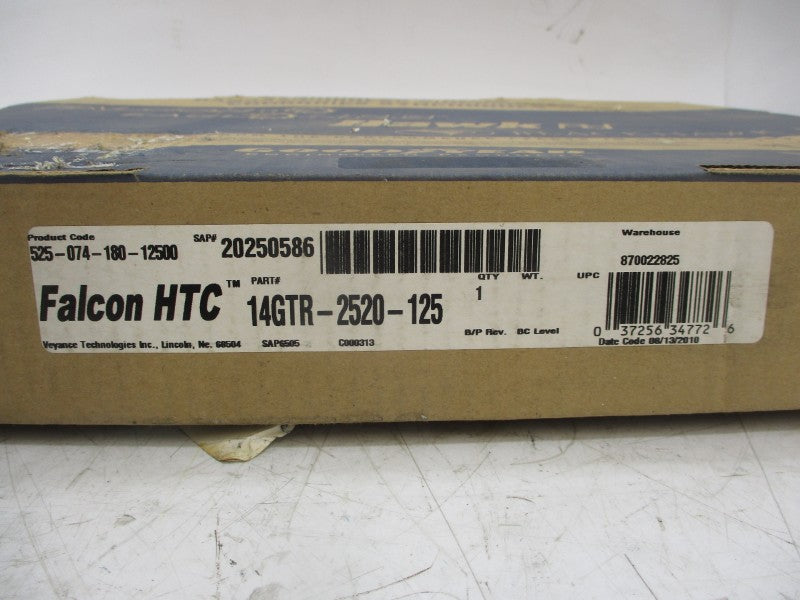 Product Code SAP# 20250586 Warehouse
525-074-180-12500 870022825
Falcon HTC™ PART# 14GTR-2520-125 QTY 1 WT. UPC
B/P Rev. BC Level 0 37256 34772 6
Veyance Technologies Inc., Lincoln, Ne. 68504 SAP6505 C000313 Date Code 08/13/2010